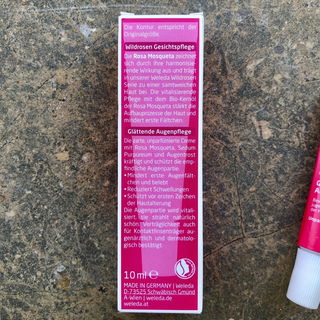 Die Kontur entspricht der
Originalgröße
Wildrosen Gesichtspflege
Die Rosa Mosqueta zeichnet
sich durch ihre harmonisie-
rende Wirkung aus und trägt
in unserer Weleda Wildrosen
Serie zu einer samtweichen
Haut bei. Die vitalisierende
Pflege mit dem Bio-Kernöl
der Rosa Mosqueta stärkt die
Aufbauprozesse der Haut und
mindert erste Fältchen.
Glättende Augenpflege
Die zarte, unparfümierte Creme
mit Rosa Mosqueta, Sedum
Purpureum und Augentrost
kräftigt und schützt die emp-
findliche Augenpartie.
• Mindert erste Augenfält-
chen und belebt
• Reduziert Schwellungen
• Schützt vor ersten Zeichen
der Hautalterung
Die Augenpartie wird vitali-
siert. Sie strahlt natürlich
schön. Verträglichkeit auch
für Kontaktlinsenträger au-
genärztlich und dermatolo-
gisch bestätigt.
10 ml ℮
MADE IN GERMANY | Weleda
D-73525 Schwäbisch Gmünd
A-Wien | weleda.de
weleda.at